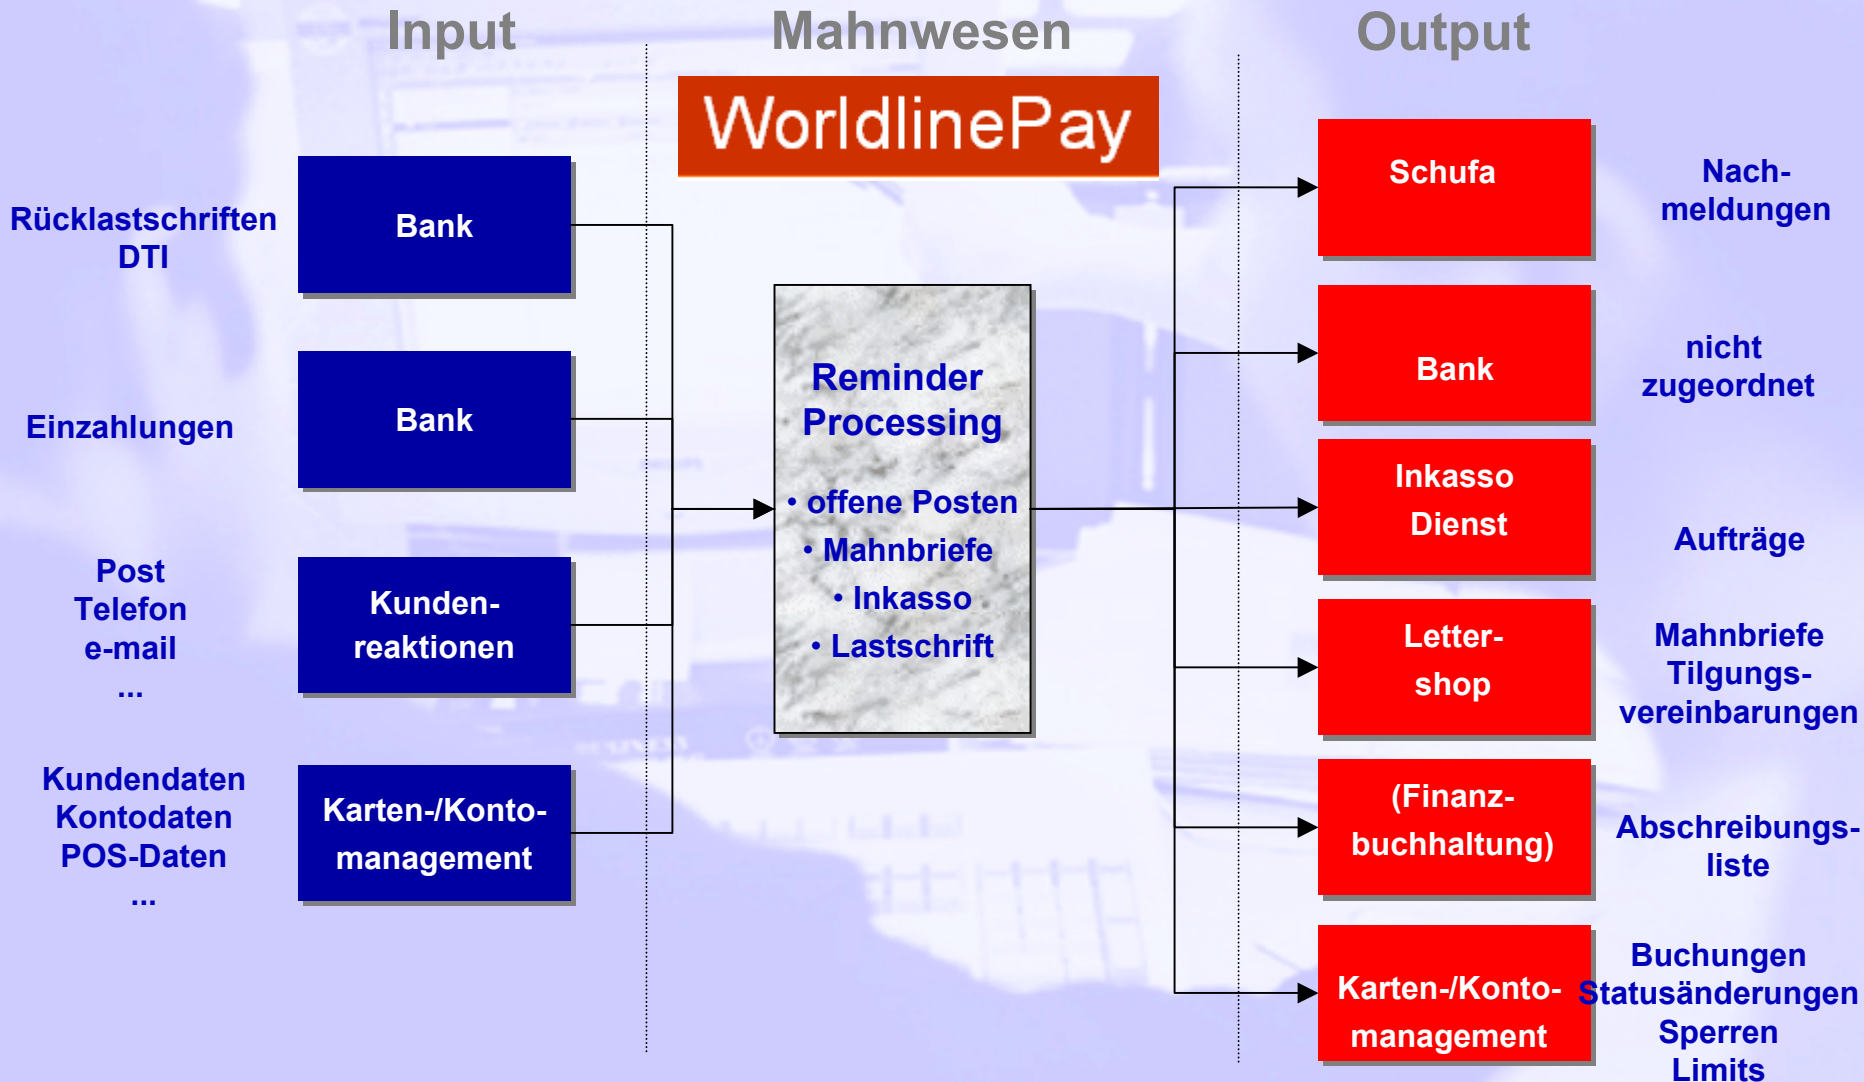 Input
Mahnwesen
Output
WorldlinePay
Rücklastschriften
DTI
Bank
Einzahlungen
Bank
Post
Telefon
e-mail
...
Kunden-
reaktionen
Kundendaten
Kontodaten
POS-Daten
...
Karten-/Konto-
management
Reminder
Processing
• offene Posten
• Mahnbriefe
• Inkasso
• Lastschrift
Schufa
Nach-
meldungen
Bank
nicht
zugeordnet
Inkasso
Dienst
Aufträge
Letter-
shop
Mahnbriefe
Tilgungs-
vereinbarungen
(Finanz-
buchhaltung)
Abschreibungs-
liste
Karten-/Konto-
management
Buchungen
Statusänderungen
Sperren
Limits